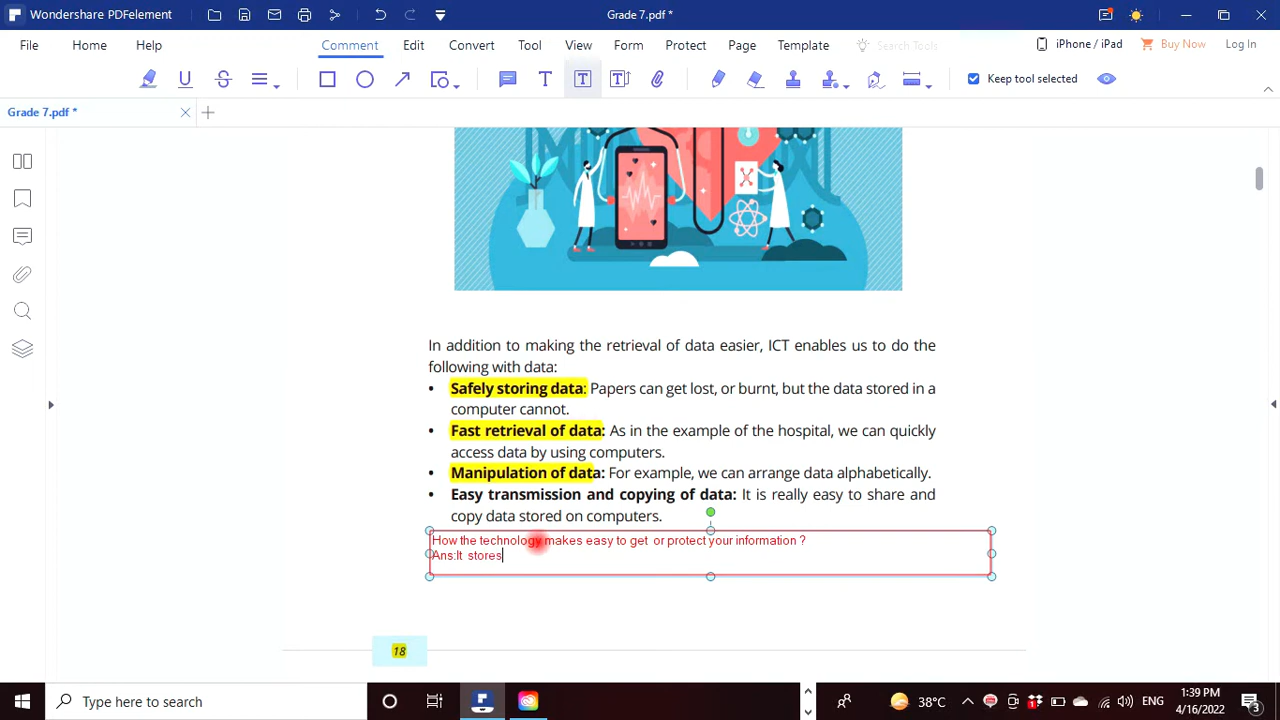 Wondershare PDFelement
Grade 7.pdf *
File Home Help Comment Edit Convert Tool View Form Protect Page Template Search Tools iPhone / iPad Buy Now Log In
Keep tool selected
Grade 7.pdf *
In addition to making the retrieval of data easier, ICT enables us to do the
following with data:
• Safely storing data: Papers can get lost, or burnt, but the data stored in a
computer cannot.
• Fast retrieval of data: As in the example of the hospital, we can quickly
access data by using computers.
• Manipulation of data: For example, we can arrange data alphabetically.
• Easy transmission and copying of data: It is really easy to share and
copy data stored on computers.
How the technology makes easy to get or protect your information ?
Ans:It stores
18
Type here to search
38°C
ENG
1:39 PM
4/16/2022
3